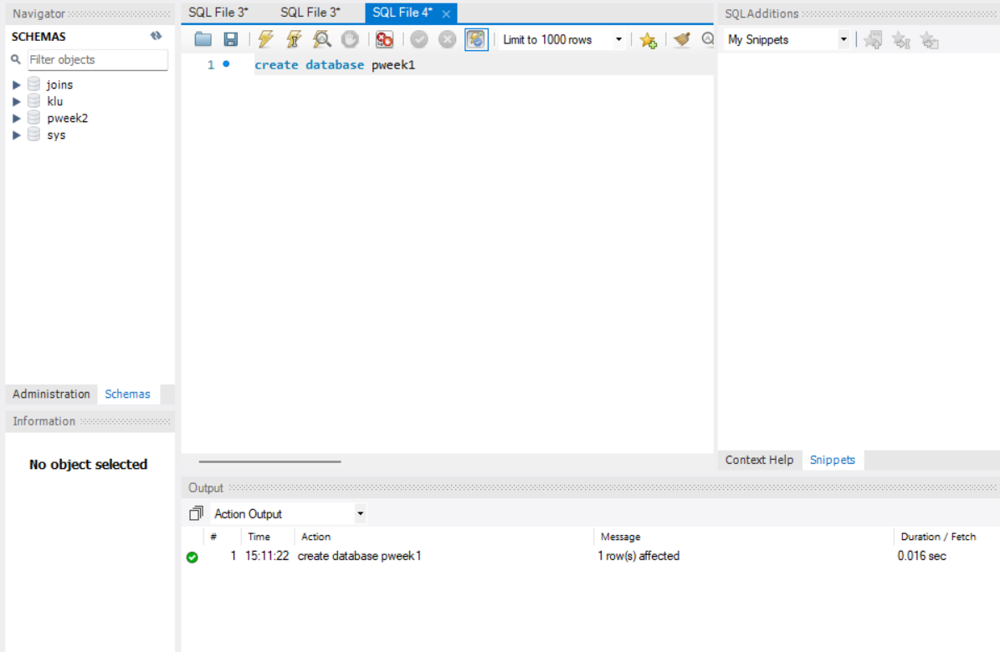 Navigator
SCHEMAS
Filter objects
joins
klu
pweek2
sys
Administration Schemas
Information
No object selected
SQL File 3* SQL File 3* SQL File 4*
Limit to 1000 rows
1 create database pweek1
SQLAdditions
My Snippets
Context Help Snippets
Output
Action Output
# Time Action Message Duration / Fetch
1 15:11:22 create database pweek1 1 row(s) affected 0.016 sec